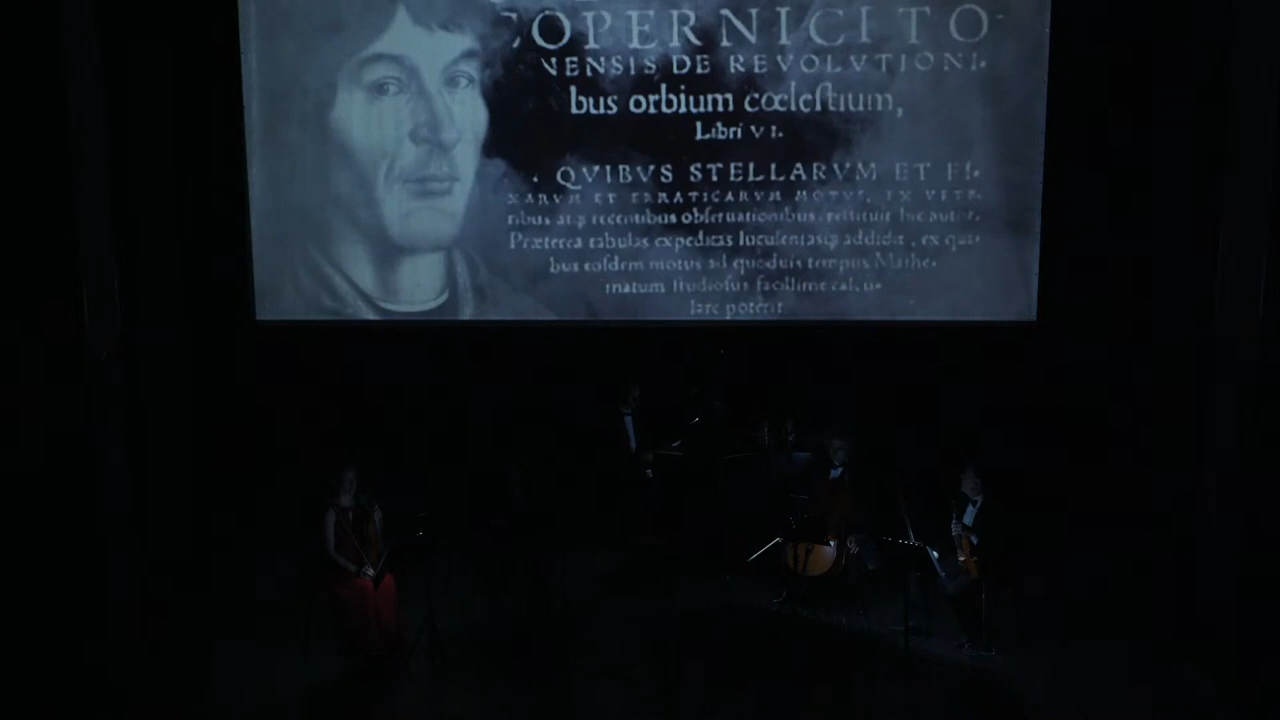 COPERNICI TO-
NENSIS DE REVOLVTIONI-
bus orbium cœleſtium,
Libri VI.
QVIBVS STELLARVM ET FI-
XARVM ET ERRATICARVM MOTVS, EX VETE-
ribus atq; recentibus obſeruationibus, reſtituit hic autor.
Præterea tabulas expeditas luculentasq; addidit, ex qui-
bus eoſdem motus ad quoduis tempus Mathe-
matum ſtudioſus facillime calcu-
lare poterit.